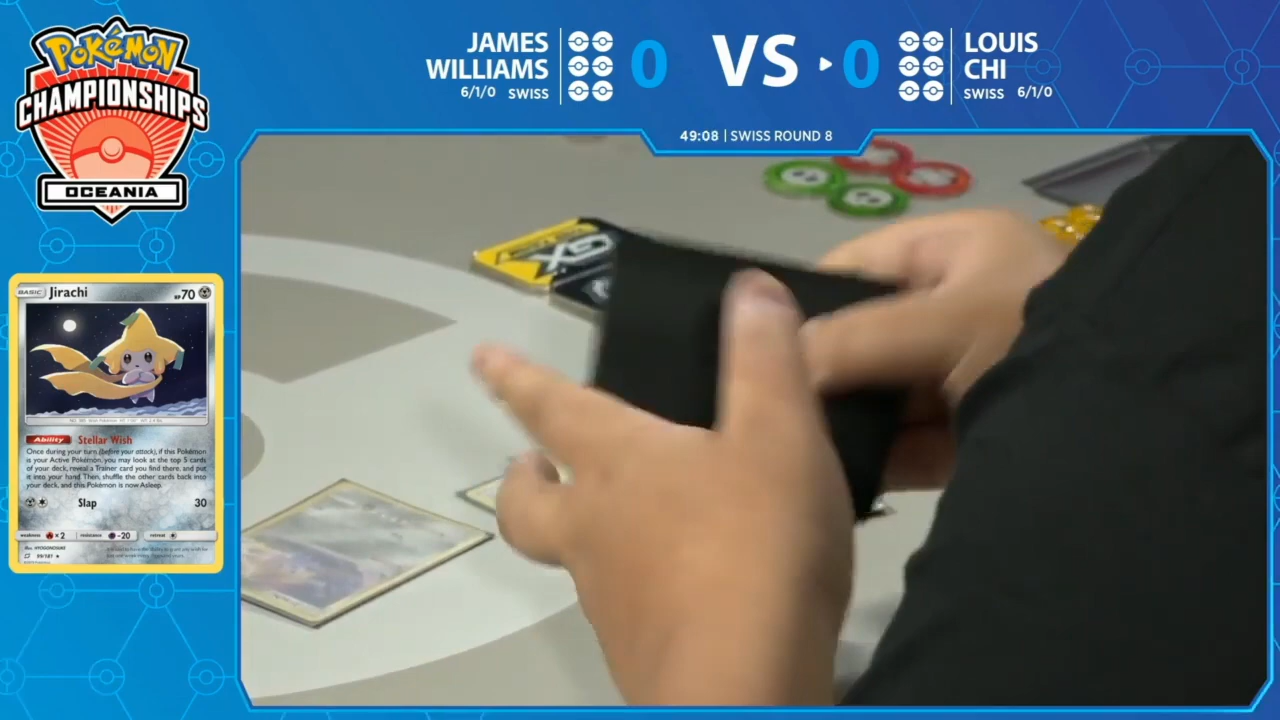 Pokémon
CHAMPIONSHIPS
OCEANIA
JAMES
WILLIAMS
6/1/0 SWISS
0
VS
0
LOUIS
CHI
SWISS 6/1/0
49:08 | SWISS ROUND 8
GX
BASIC Jirachi HP 70
Ability Stellar Wish
Once during your turn (before your attack), if this Pokémon
is your Active Pokémon, you may look at the top 5 cards
of your deck, reveal a Trainer card you find there, and put
it into your hand. Then, shuffle the other cards back into
your deck, and this Pokémon is now Asleep.
Slap 30
weakness ×2 resistance -20 retreat
99/181